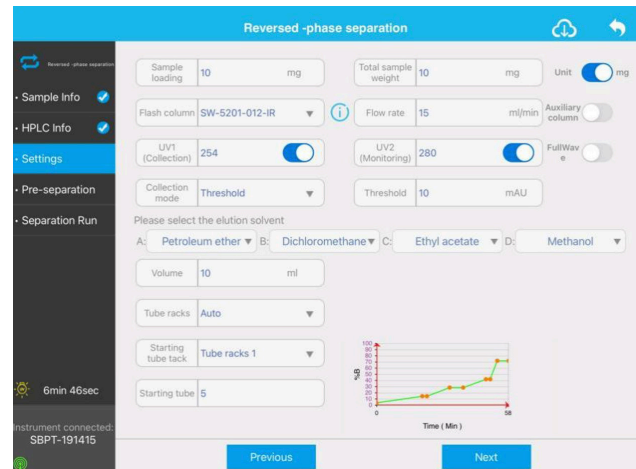 Reversed -phase separation
Reversed -phase separation
• Sample Info
• HPLC Info
• Settings
• Pre-separation
• Separation Run
6min 46sec
Instrument connected:
SBPT-191415
Sample loading 10 mg
Total sample weight 10 mg
Unit mg
Flash column SW-5201-012-IR
Flow rate 15 ml/min
Auxiliary column
UV1 (Collection) 254
UV2 (Monitoring) 280
FullWav
e
Collection mode Threshold
Threshold 10 mAU
Please select the elution solvent
A: Petroleum ether B: Dichloromethane C: Ethyl acetate D: Methanol
Volume 10 ml
Tube racks Auto
Starting tube tack Tube racks 1
Starting tube 5
%B
100
90
80
70
60
50
40
30
20
10
0
0 58
Time ( Min )
Previous Next